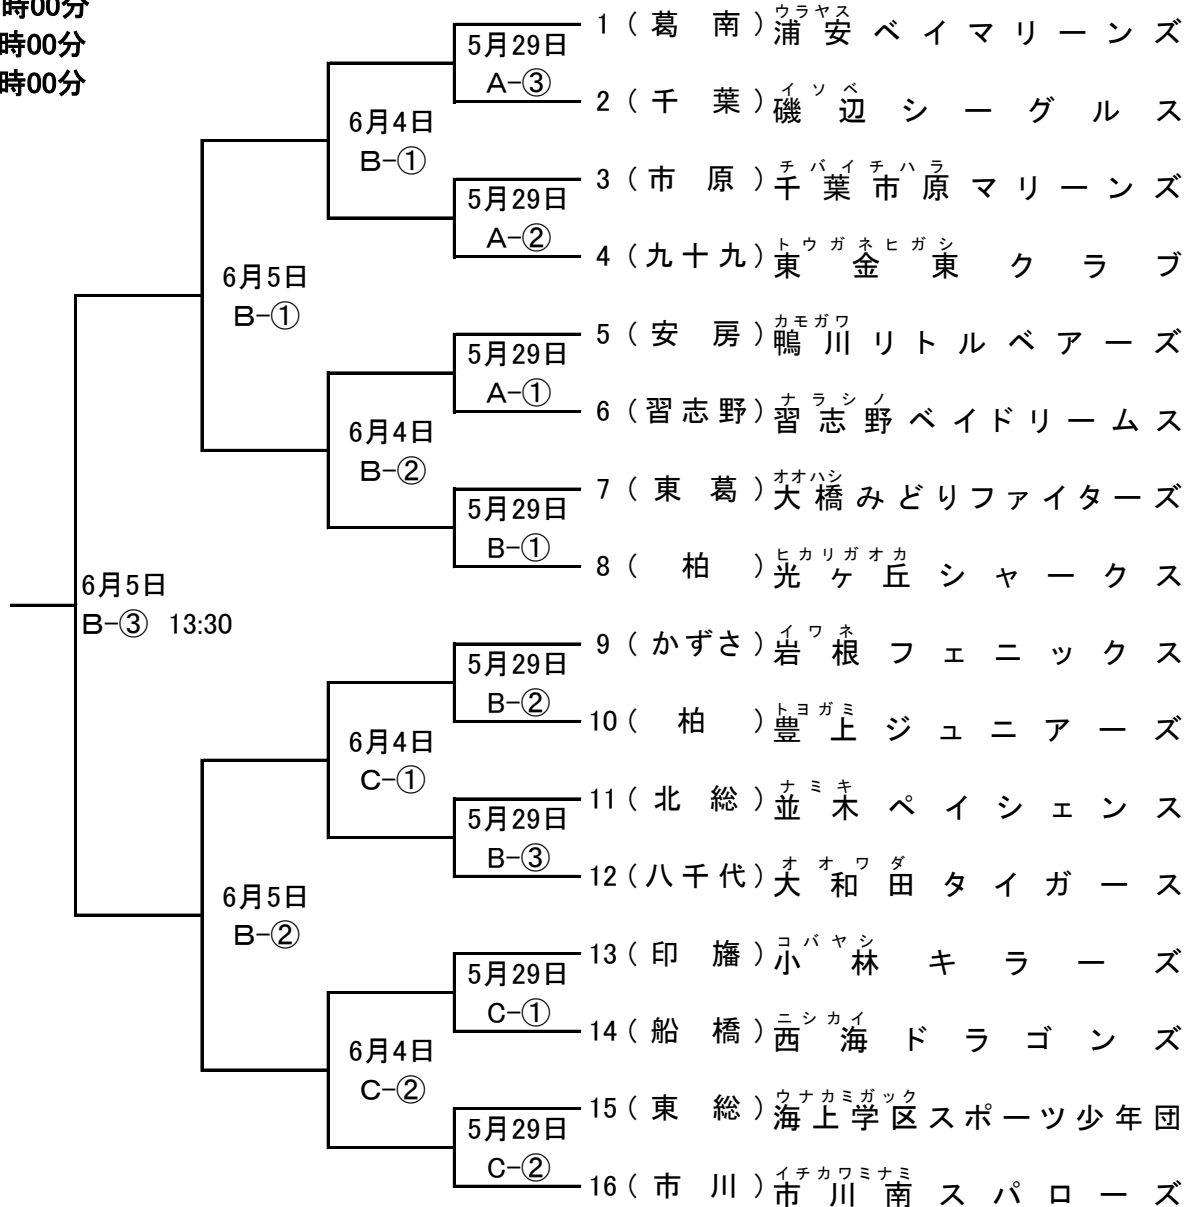 時00分
時00分
時00分
1(葛 南)浦安ベイマリーンズ
ウラヤス
5月29日
A-③
2(千 葉)磯辺シーグルス
イソベ
6月4日
B-①
3(市 原)千葉市原マリーンズ
チバイチハラ
5月29日
A-②
4(九十九)東金東クラブ
トウガネヒガシ
6月5日
B-①
5(安 房)鴨川リトルベアーズ
カモガワ
5月29日
A-①
6(習志野)習志野ベイドリームス
ナラシノ
6月4日
B-②
7(東 葛)大橋みどりファイターズ
オオハシ
5月29日
B-①
8(柏)光ヶ丘シャークス
ヒカリガオカ
6月5日
B-③ 13:30
9(かずさ)岩根フェニックス
イワネ
5月29日
B-②
10(柏)豊上ジュニアーズ
トヨガミ
6月4日
C-①
11(北 総)並木ペイシェンス
ナミキ
5月29日
B-③
12(八千代)大和田タイガース
オオワダ
6月5日
B-②
13(印 旛)小林キラーズ
コバヤシ
5月29日
C-①
14(船 橋)西海ドラゴンズ
ニシカイ
6月4日
C-②
15(東 総)海上学区スポーツ少年団
ウナカミガック
5月29日
C-②
16(市 川)市川南スパローズ
イチカワミナミ